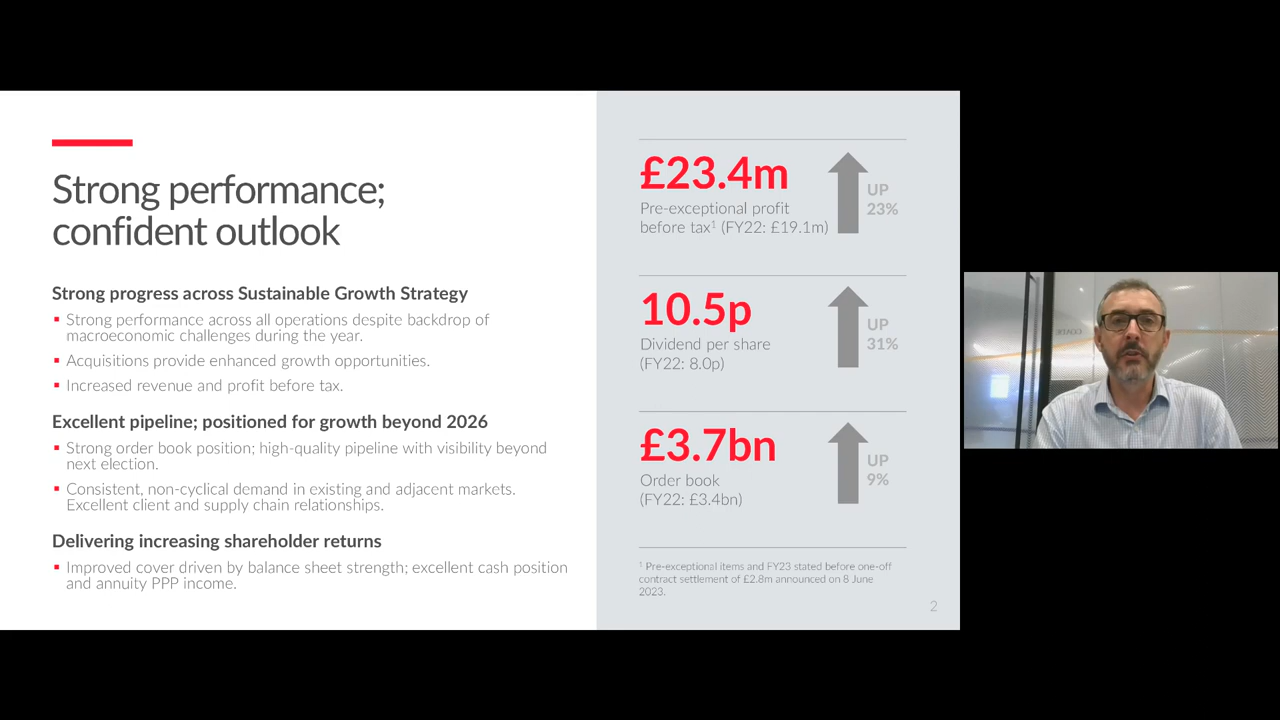 Strong performance;
confident outlook
Strong progress across Sustainable Growth Strategy
▪ Strong performance across all operations despite backdrop of
macroeconomic challenges during the year.
▪ Acquisitions provide enhanced growth opportunities.
▪ Increased revenue and profit before tax.
Excellent pipeline; positioned for growth beyond 2026
▪ Strong order book position; high-quality pipeline with visibility beyond
next election.
▪ Consistent, non-cyclical demand in existing and adjacent markets.
Excellent client and supply chain relationships.
Delivering increasing shareholder returns
▪ Improved cover driven by balance sheet strength; excellent cash position
and annuity PPP income.
£23.4m
Pre-exceptional profit
before tax¹ (FY22: £19.1m)
UP
23%
10.5p
Dividend per share
(FY22: 8.0p)
UP
31%
£3.7bn
Order book
(FY22: £3.4bn)
UP
9%
¹ Pre-exceptional items and FY23 stated before one-off
contract settlement of £2.8m announced on 8 June
2023.
2